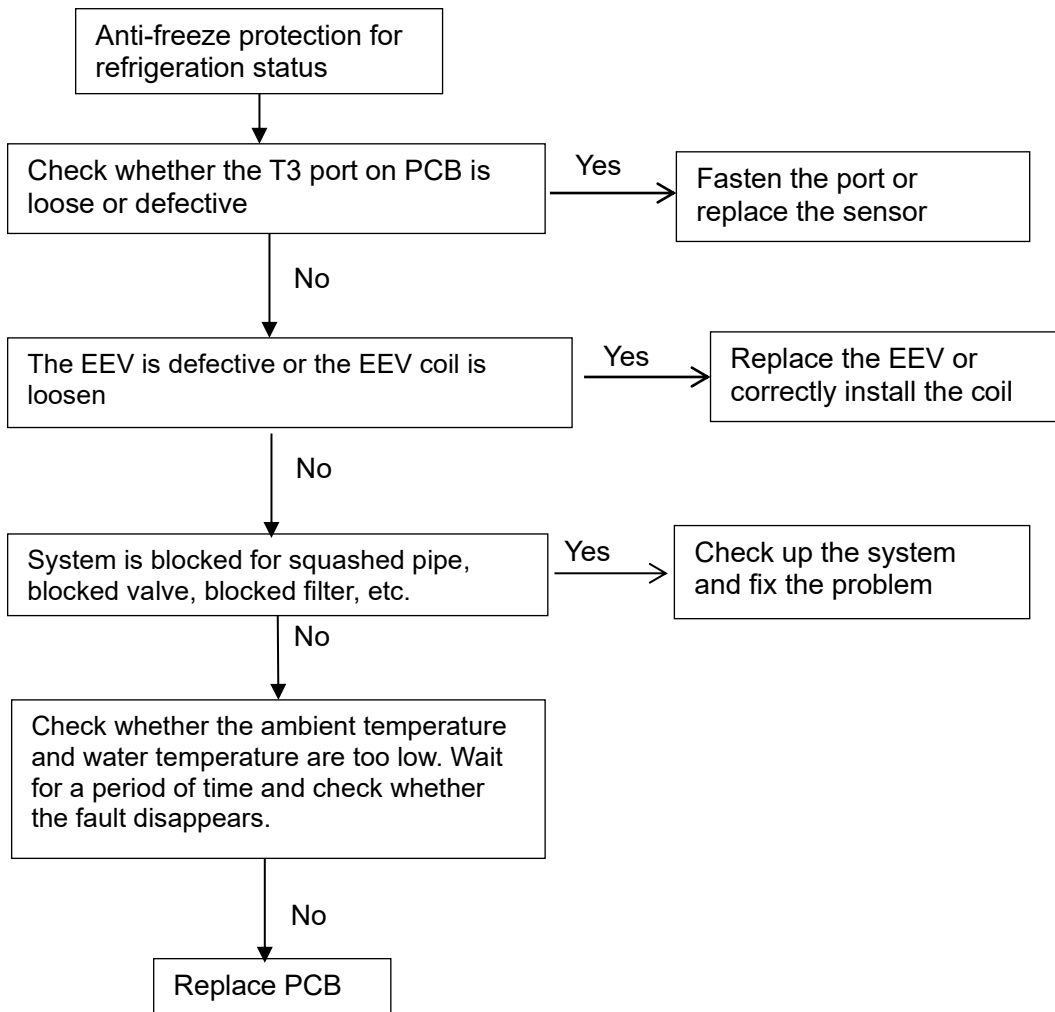 Anti-freeze protection for
refrigeration status
Check whether the T3 port on PCB is
loose or defective
Yes
Fasten the port or
replace the sensor
No
The EEV is defective or the EEV coil is
loosen
Yes
Replace the EEV or
correctly install the coil
No
System is blocked for squashed pipe,
blocked valve, blocked filter, etc.
Yes
Check up the system
and fix the problem
No
Check whether the ambient temperature
and water temperature are too low. Wait
for a period of time and check whether
the fault disappears.
No
Replace PCB